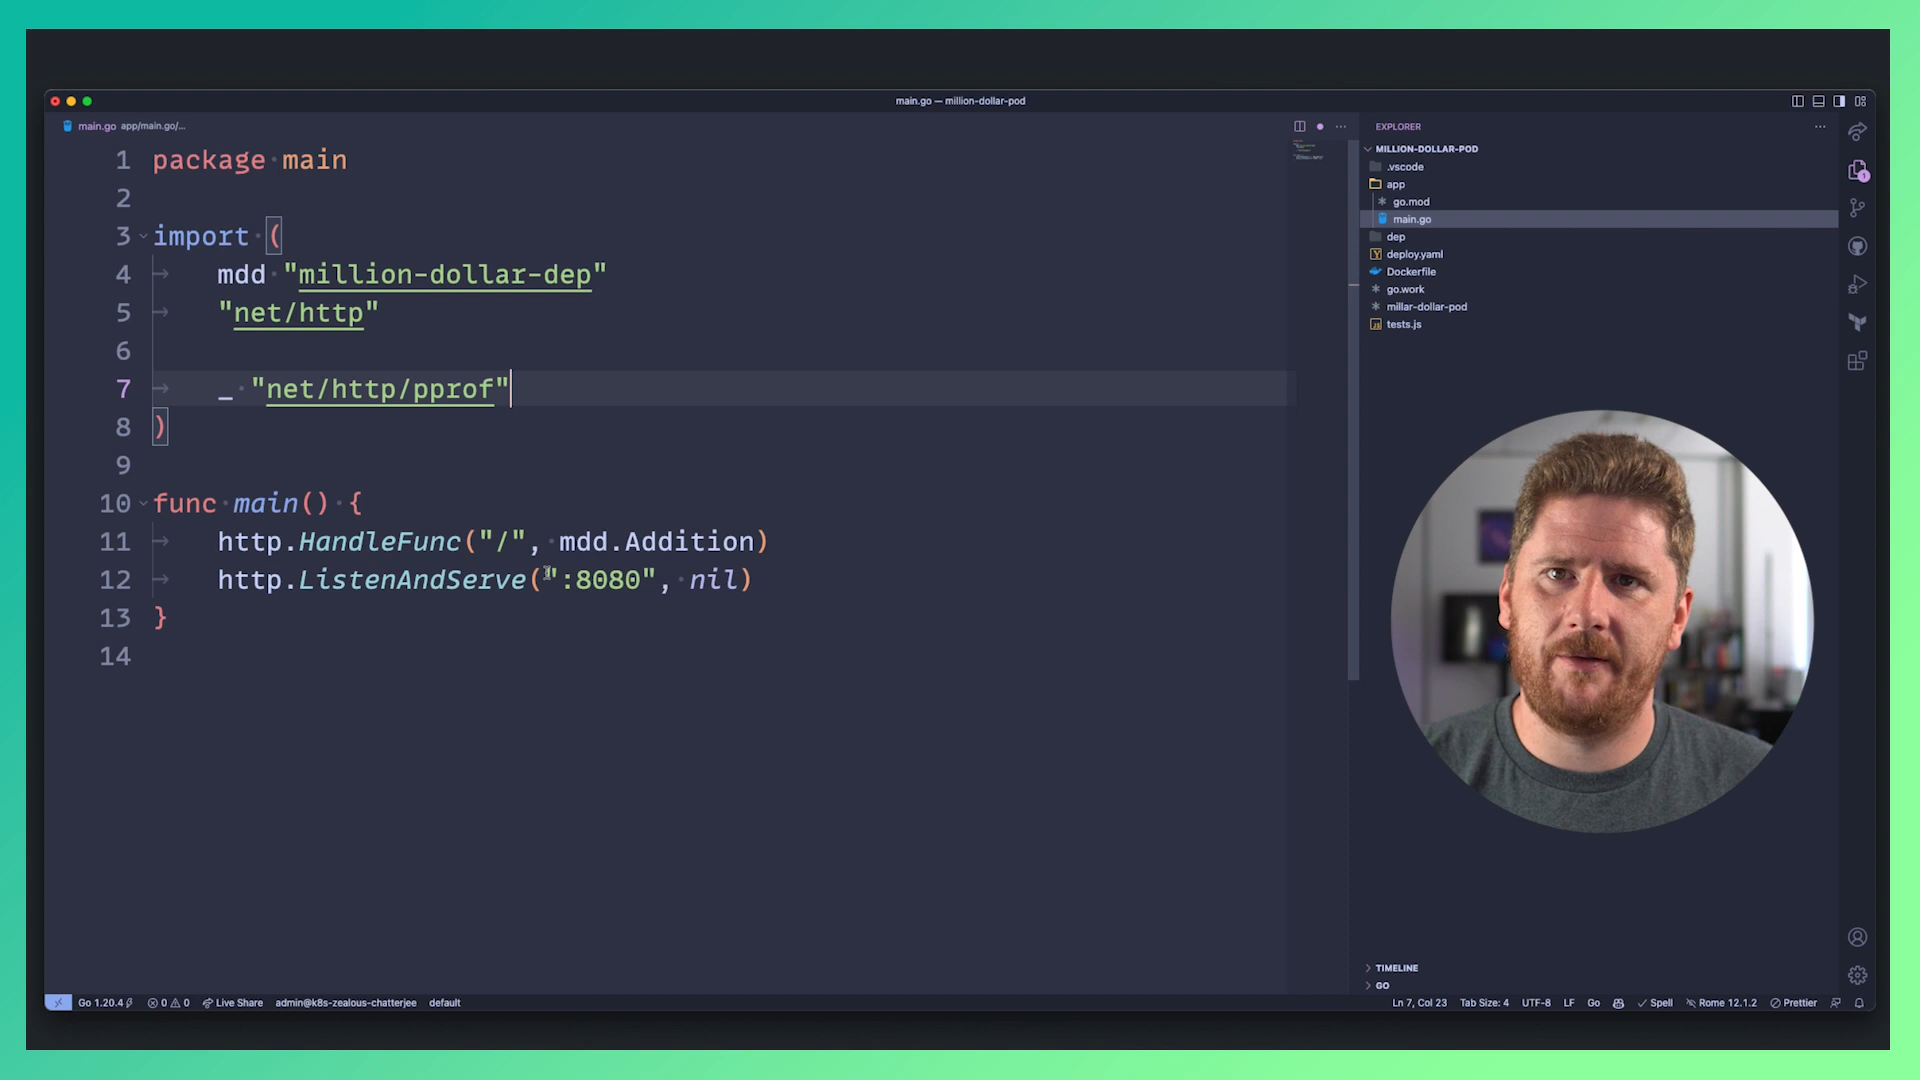 main.go — million-dollar-pod
main.go app/main.go/...
1 package main
2
3 import (
4 mdd "million-dollar-dep"
5 "net/http"
6
7 _ "net/http/pprof"
8 )
9
10 func main() {
11 http.HandleFunc("/", mdd.Addition)
12 http.ListenAndServe(":8080", nil)
13 }
14
EXPLORER
MILLION-DOLLAR-POD
.vscode
app
go.mod
main.go
dep
deploy.yaml
Dockerfile
go.work
millar-dollar-pod
tests.js
1
TIMELINE
GO
Go 1.20.4 0 0 Live Share admin@k8s-zealous-chatterjee default
Ln 7, Col 23 Tab Size: 4 UTF-8 LF Go Spell Rome 12.1.2 Prettier